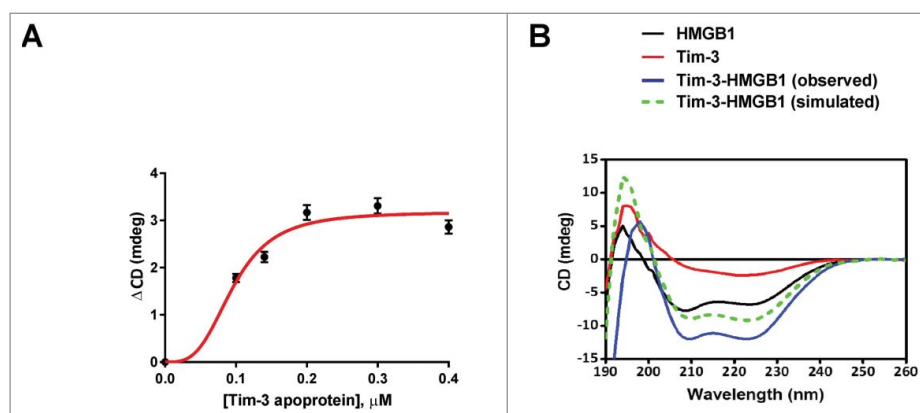 A
ΔCD (mdeg)
4
3
2
1
0
0.0 0.1 0.2 0.3 0.4
[Tim-3 apoprotein], μM
B
HMGB1
Tim-3
Tim-3-HMGB1 (observed)
Tim-3-HMGB1 (simulated)
CD (mdeg)
15
10
5
0
-5
-10
-15
190 200 210 220 230 240 250 260
Wavelength (nm)